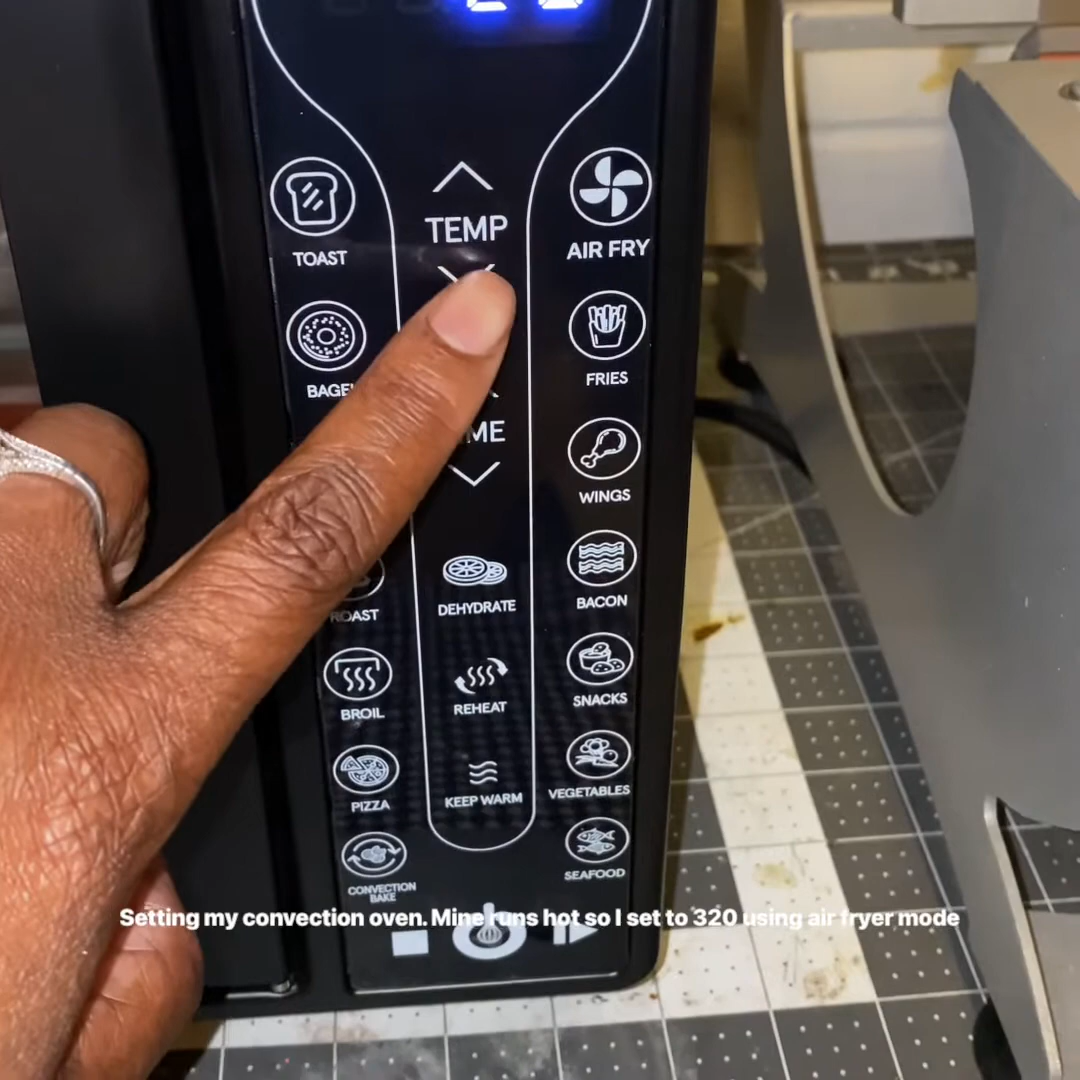 TEMP
TOAST
AIR FRY
FRIES
WINGS
DEHYDRATE
BACON
BROIL
REHEAT
SNACKS
PIZZA
KEEP WARM
VEGETABLES
CONVECTION
BAKE
SEAFOOD
Setting my convection oven. Mine runs hot so I set to 320 using air fryer mode